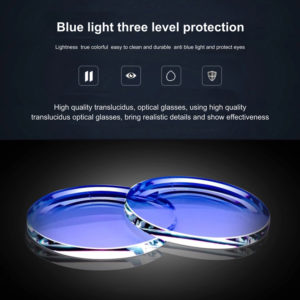 Blue light three level protection
Lightness true colorful easy to clean and durable anti blue light and protect eyes
High quality translucidus, optical glasses, using high quality
translucidus optical glasses, bring realistic details and show effectiveness